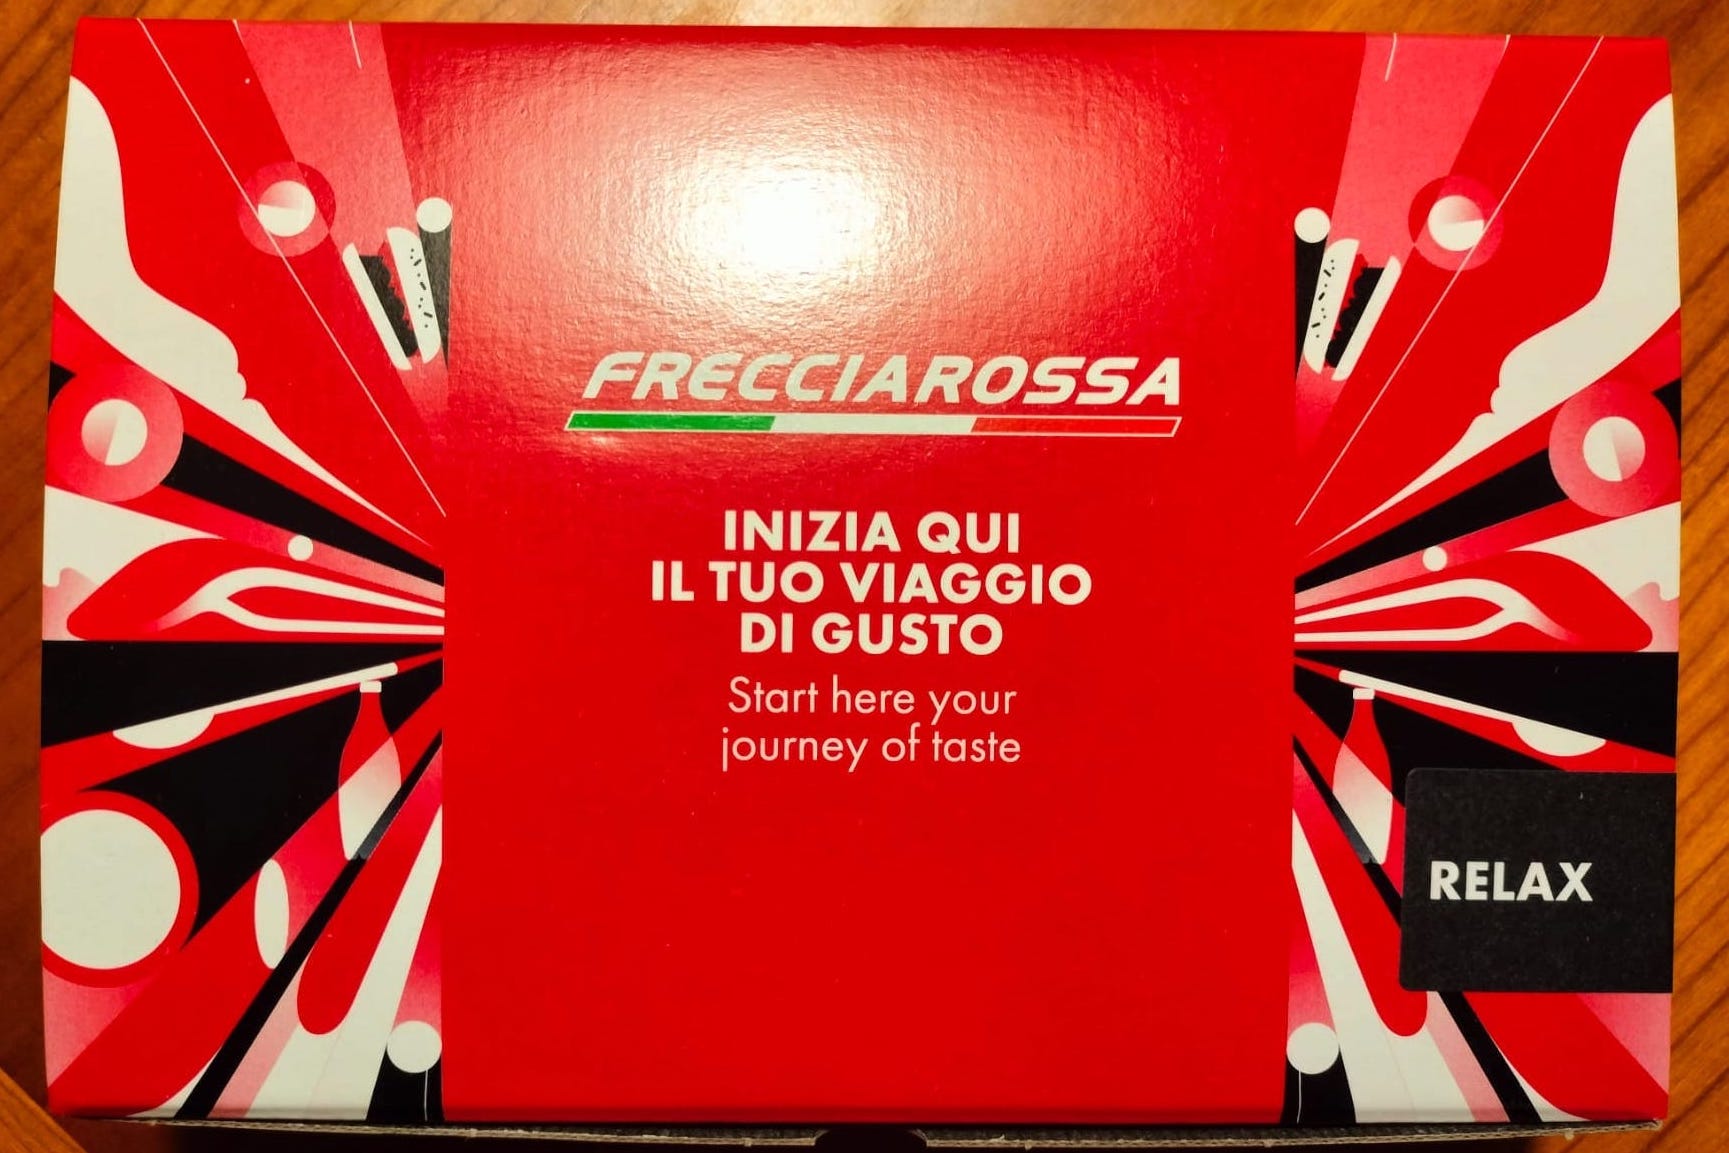 FRECCIAROSSA
INIZIA QUI
IL TUO VIAGGIO
DI GUSTO
Start here your
journey of taste
RELAX